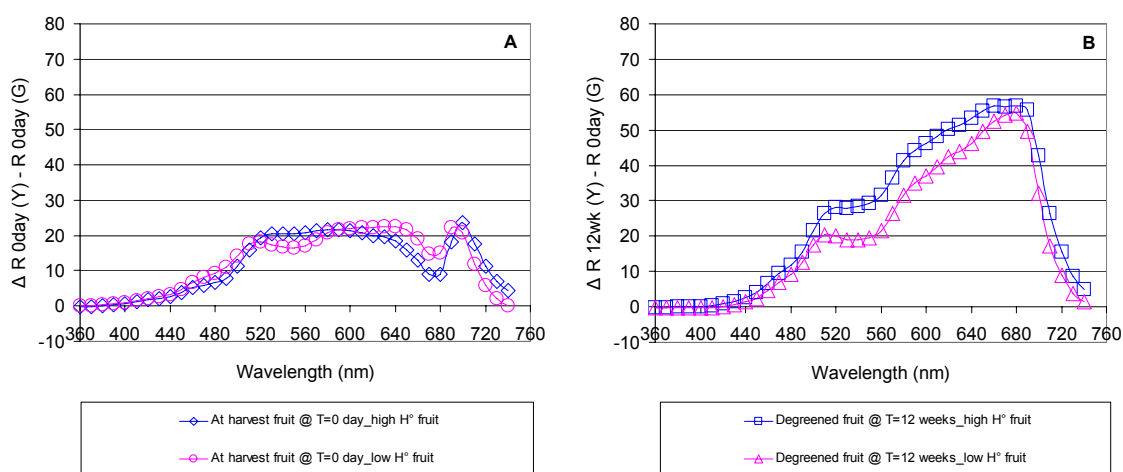 A
80
70
60
50
40
30
20
10
0
-10
Δ R 0day (Y) - R 0day (G)
360 400 440 480 520 560 600 640 680 720 760
Wavelength (nm)
At harvest fruit @ T=0 day_high H° fruit
At harvest fruit @ T=0 day_low H° fruit
B
80
70
60
50
40
30
20
10
0
-10
Δ R 12wk (Y) - R 0day (G)
360 400 440 480 520 560 600 640 680 720 760
Wavelength (nm)
Degreened fruit @ T=12 weeks_high H° fruit
Degreened fruit @ T=12 weeks_low H° fruit